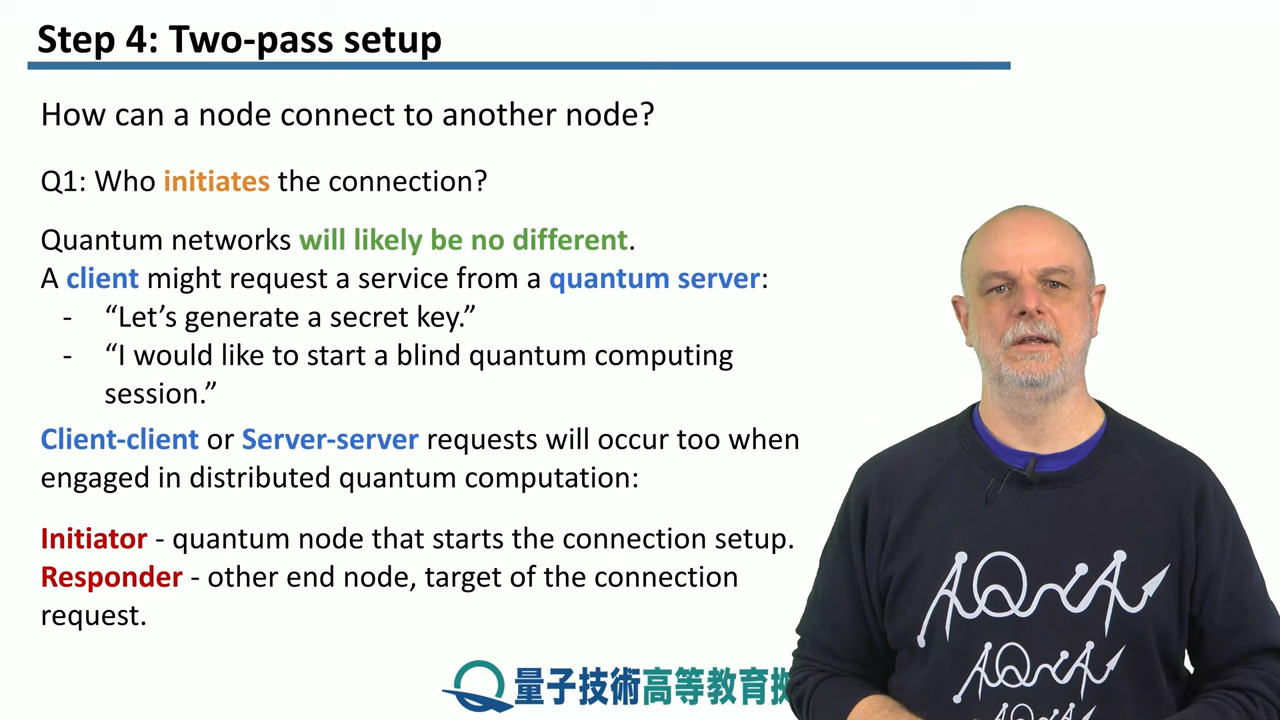 Step 4: Two-pass setup
How can a node connect to another node?
Q1: Who initiates the connection?
Quantum networks will likely be no different.
A client might request a service from a quantum server:
- “Let’s generate a secret key.”
- “I would like to start a blind quantum computing
session.”
Client-client or Server-server requests will occur too when
engaged in distributed quantum computation:
Initiator - quantum node that starts the connection setup.
Responder - other end node, target of the connection
request.
量子技術高等教育拠